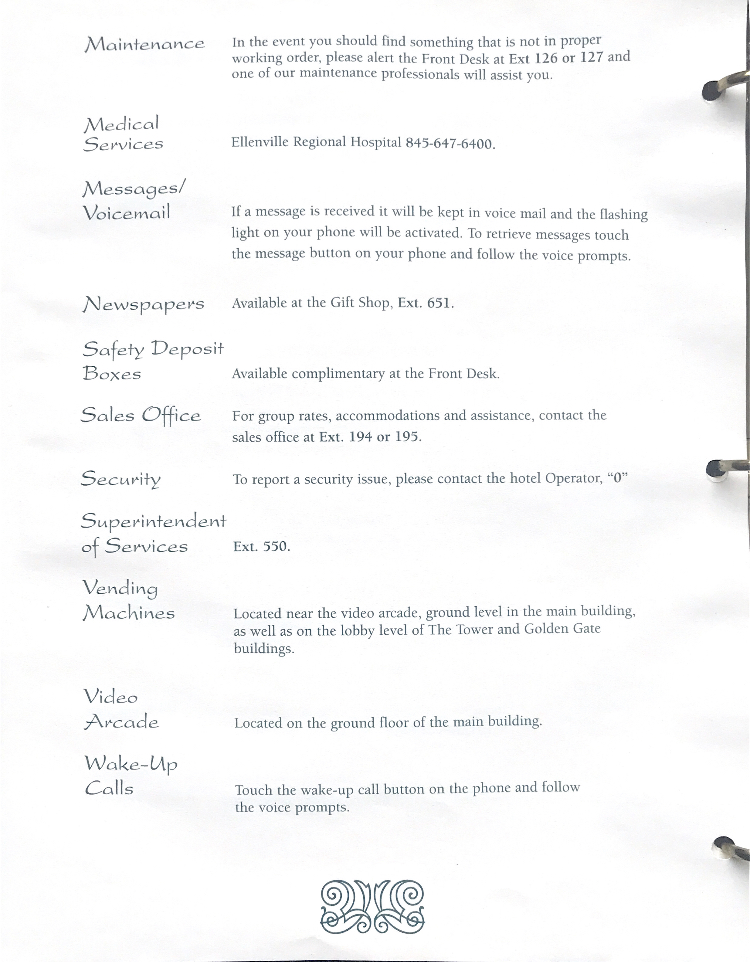 Maintenance
In the event you should find something that is not in proper
working order, please alert the Front Desk at Ext 126 or 127 and
one of our maintenance professionals will assist you.
Medical
Services
Ellenville Regional Hospital 845-647-6400.
Messages/
Voicemail
If a message is received it will be kept in voice mail and the flashing
light on your phone will be activated. To retrieve messages touch
the message button on your phone and follow the voice prompts.
Newspapers
Available at the Gift Shop, Ext. 651.
Safety Deposit
Boxes
Available complimentary at the Front Desk.
Sales Office
For group rates, accommodations and assistance, contact the
sales office at Ext. 194 or 195.
Security
To report a security issue, please contact the hotel Operator, “0”
Superintendent
of Services
Ext. 550.
Vending
Machines
Located near the video arcade, ground level in the main building,
as well as on the lobby level of The Tower and Golden Gate
buildings.
Video
Arcade
Located on the ground floor of the main building.
Wake-Up
Calls
Touch the wake-up call button on the phone and follow
the voice prompts.